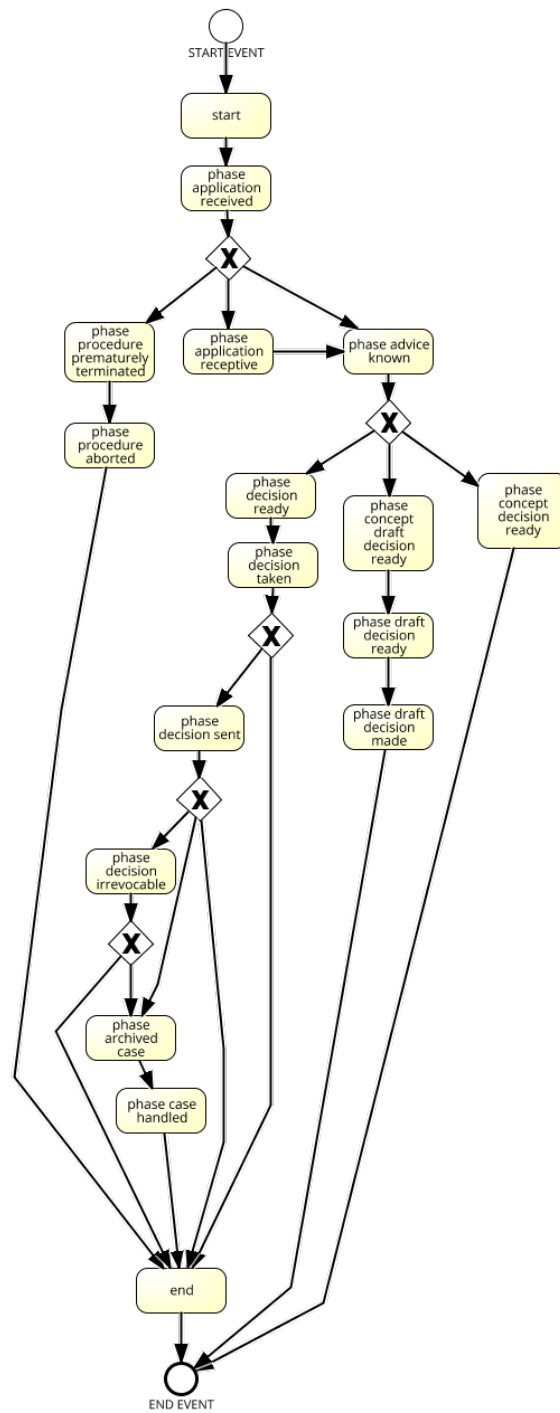 START EVENT
start
phase
application
received
X
phase
procedure
prematurely
terminated
phase
application
receptive
phase advice
known
phase
procedure
aborted
X
phase
decision
ready
phase
concept
draft
decision
ready
phase
concept
decision
ready
phase
decision
taken
phase draft
decision
ready
X
phase
decision sent
phase draft
decision
made
X
phase
decision
irrevocable
X
phase
archived
case
phase case
handled
end
END EVENT